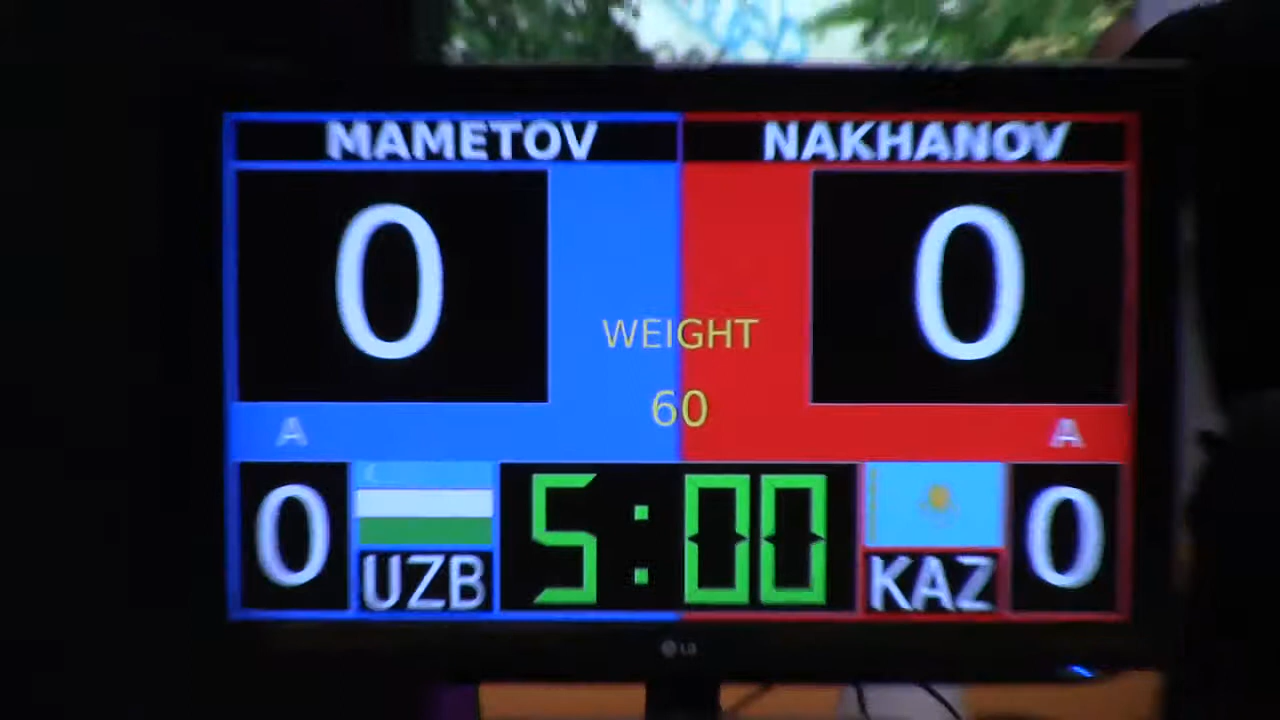 MAMETOV NAKHANOV
0 0
WEIGHT
60
A A
0 5:00 0
UZB KAZ
LG